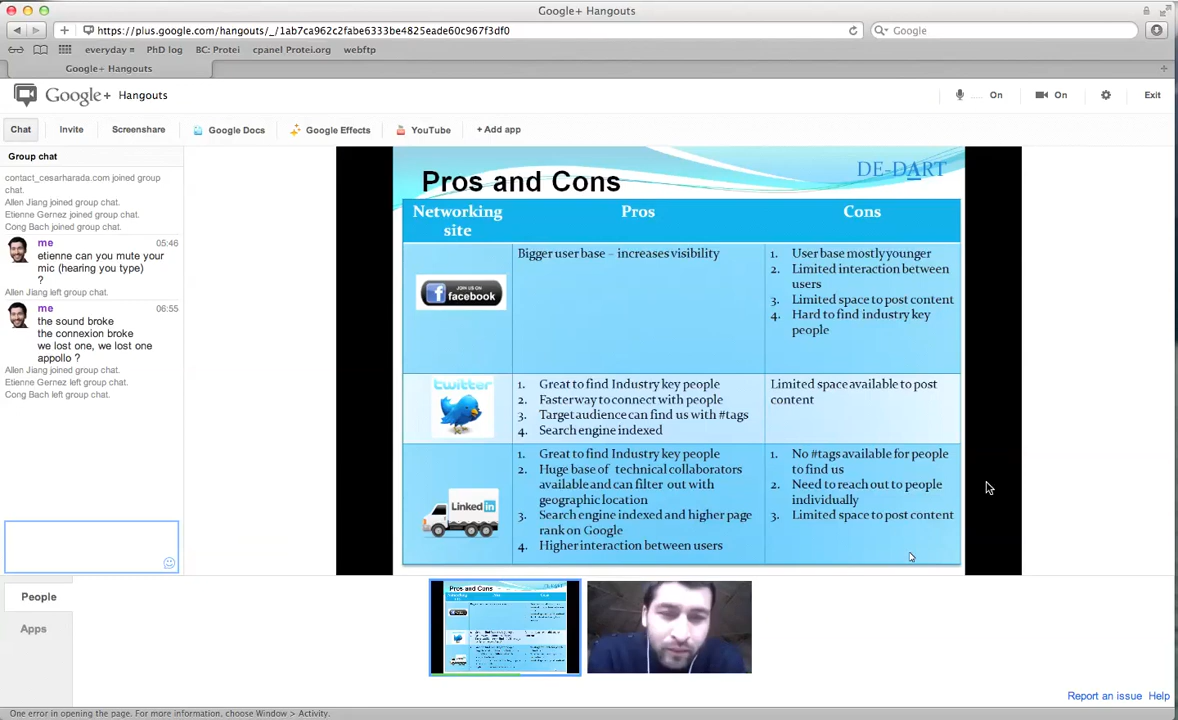 Google+ Hangouts
https://plus.google.com/hangouts/_/1ab7ca962c2fabe6333be4825eade60c967f3df0
Google
everyday
PhD log
BC: Protei
cpanel Protei.org
webftp
Google+ Hangouts
Google+ Hangouts
On
On
Exit
Chat
Invite
Screenshare
Google Docs
Google Effects
YouTube
+ Add app
Group chat
contact_cesarharada.com joined group
chat.
Allen Jiang joined group chat.
Etienne Gernez joined group chat.
Cong Bach joined group chat.
me 05:46
etienne can you mute your
mic (hearing you type)
?
Allen Jiang left group chat.
me 06:55
the sound broke
the connexion broke
we lost one, we lost one
appollo ?
Allen Jiang joined group chat.
Etienne Gernez left group chat.
Cong Bach left group chat.
People
Apps
DE-DART
Pros and Cons
Networking
site
Pros
Cons
JOIN US ON
facebook
Bigger user base – increases visibility
1. User base mostly younger
2. Limited interaction between
users
3. Limited space to post content
4. Hard to find industry key
people
twitter
1. Great to find Industry key people
2. Faster way to connect with people
3. Target audience can find us with #tags
4. Search engine indexed
Limited space available to post
content
Linked in
1. Great to find Industry key people
2. Huge base of technical collaborators
available and can filter out with
geographic location
3. Search engine indexed and higher page
rank on Google
4. Higher interaction between users
1. No #tags available for people
to find us
2. Need to reach out to people
individually
3. Limited space to post content
Pros and Cons
Report an issue
Help
One error in opening the page. For more information, choose Window > Activity.